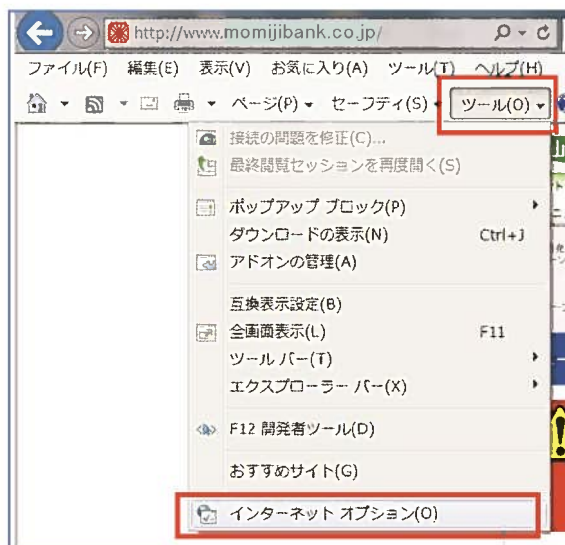 http://www.momijibank.co.jp/
ファイル(F) 編集(E) 表示(V) お気に入り(A) ツール(T) ヘルプ(H)
ページ(P) セーフティ(S) ツール(O)
接続の問題を修正(C)...
最終閲覧セッションを再度開く(S)
ポップアップ ブロック(P)
ダウンロードの表示(N) Ctrl+J
アドオンの管理(A)
互換表示設定(B)
全画面表示(L) F11
ツール バー(T)
エクスプローラー バー(X)
F12 開発者ツール(D)
おすすめサイト(G)
インターネット オプション(O)